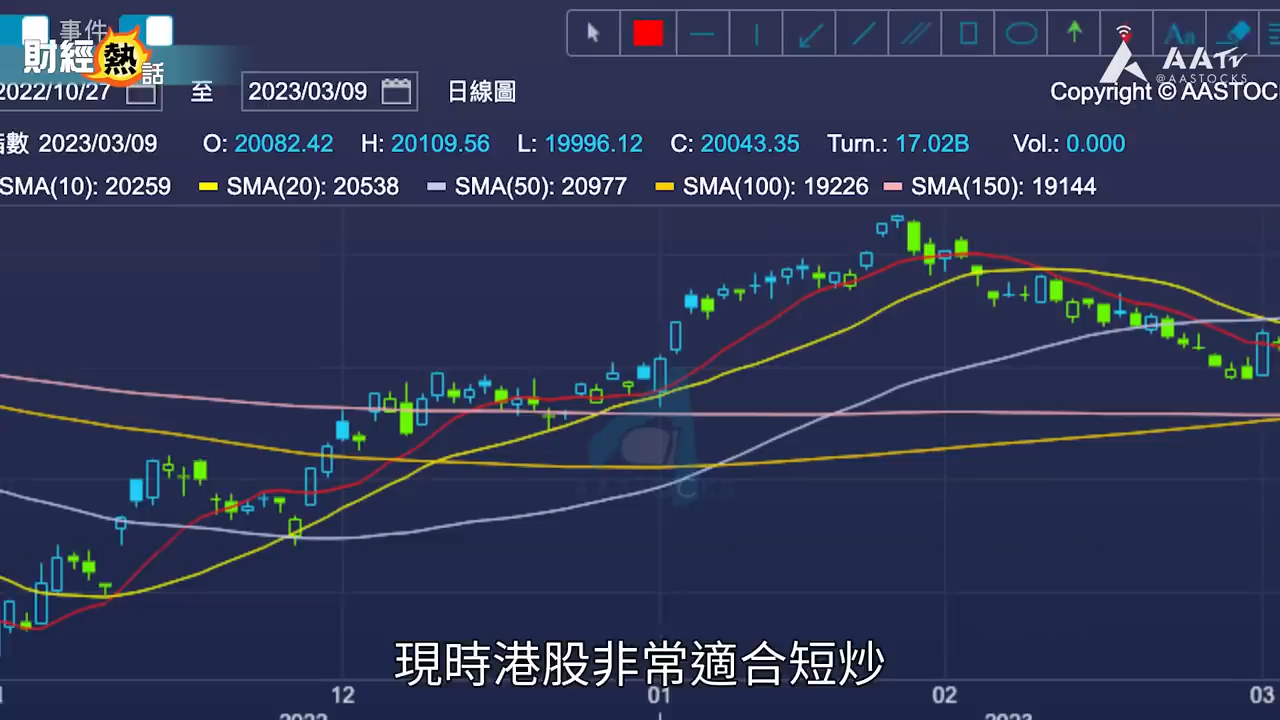 事件
財經熱話
AATV
@AASTOCKS
2022/10/27 至 2023/03/09 日線圖
Copyright © AASTOC
指數 2023/03/09 O: 20082.42 H: 20109.56 L: 19996.12 C: 20043.35 Turn.: 17.02B Vol.: 0.000
SMA(10): 20259 SMA(20): 20538 SMA(50): 20977 SMA(100): 19226 SMA(150): 19144
現時港股非常適合短炒
12 01 02 03
2022 2023